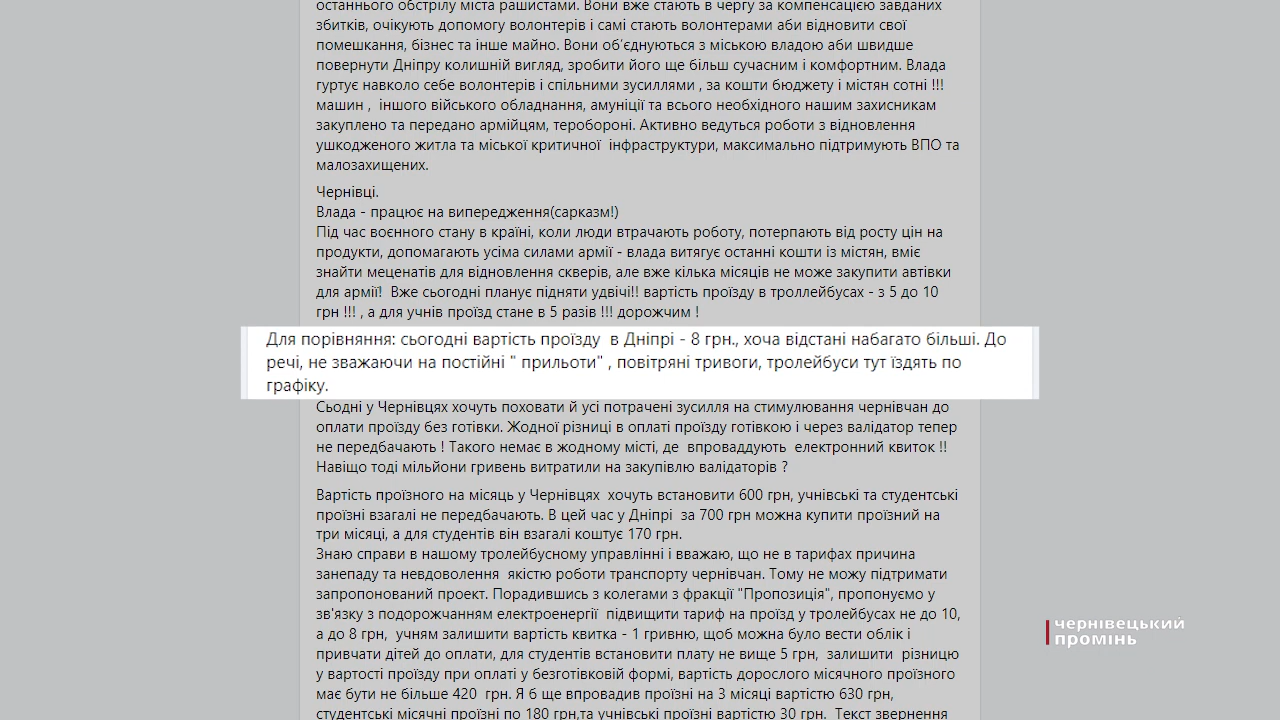 останнього обстрілу міста рашистами. Вони вже стають в чергу за компенсацією завданих
збитків, очікують допомогу волонтерів і самі стають волонтерами аби відновити свої
помешкання, бізнес та інше майно. Вони об’єднуються з міською владою аби швидше
повернути Дніпру колишній вигляд, зробити його ще більш сучасним і комфортним. Влада
гуртує навколо себе волонтерів і спільними зусиллями , за кошти бюджету і містян сотні !!!
машин , іншого війського обладнання, амуніції та всього необхідного нашим захисникам
закуплено та передано армійцям, теробороні. Активно ведуться роботи з відновлення
ушкодженого житла та міської критичної інфраструктури, максимально підтримують ВПО та
малозахищених.
Чернівці.
Влада - працює на випередження(сарказм!)
Під час воєнного стану в країні, коли люди втрачають роботу, потерпають від росту цін на
продукти, допомагають усіма силами армії - влада витягує останні кошти із містян, вміє
знайти меценатів для відновлення скверів, але вже кілька місяців не може закупити автівки
для армії! Вже сьогодні планує підняти удвічі!! вартість проїзду в троллейбусах - з 5 до 10
грн !!! , а для учнів проїзд стане в 5 разів !!! дорожчим !
Для порівняння: сьогодні вартість проїзду в Дніпрі - 8 грн., хоча відстані набагато більші. До
речі, не зважаючи на постійні " прильоти" , повітряні тривоги, тролейбуси тут їздять по
графіку.
Сьодні у Чернівцях хочуть поховати й усі потрачені зусилля на стимулювання чернівчан до
оплати проїзду без готівки. Жодної різниці в оплаті проїзду готівкою і через валідатор тепер
не передбачають ! Такого немає в жодному місті, де впроваддують електронний квиток !!
Навіщо тоді мільйони гривень витратили на закупівлю валідаторів ?
Вартість проїзного на місяць у Чернівцях хочуть встановити 600 грн, учнівські та студентські
проїзні взагалі не передбачають. В цей час у Дніпрі за 700 грн можна купити проїзний на
три місяці, а для студентів він взагалі коштує 170 грн.
Знаю справи в нашому тролейбусному управлінні і вважаю, що не в тарифах причина
занепаду та невдоволення якістю роботи транспорту чернівчан. Тому не можу підтримати
запропонований проект. Порадившись з колегами з фракції "Пропозиція", пропонуємо у
зв'язку з подорожчанням електроенергії підвищити тариф на проїзд у тролейбусах не до 10,
а до 8 грн, учням залишити вартість квитка - 1 гривню, щоб можна було вести облік і
привчати дітей до оплати, для студентів встановити плату не вище 5 грн, залишити різницю
у вартості проїзду при оплаті у безготівковій формі, вартість дорослого місячного проїзного
має бути не більше 420 грн. Я б ще впровадив проїзні на 3 місяці вартістю 630 грн,
студентські місячні проїзні по 180 грн,та учнівські проїзні вартістю 30 грн. Текст звернення
чернівецький
промінь